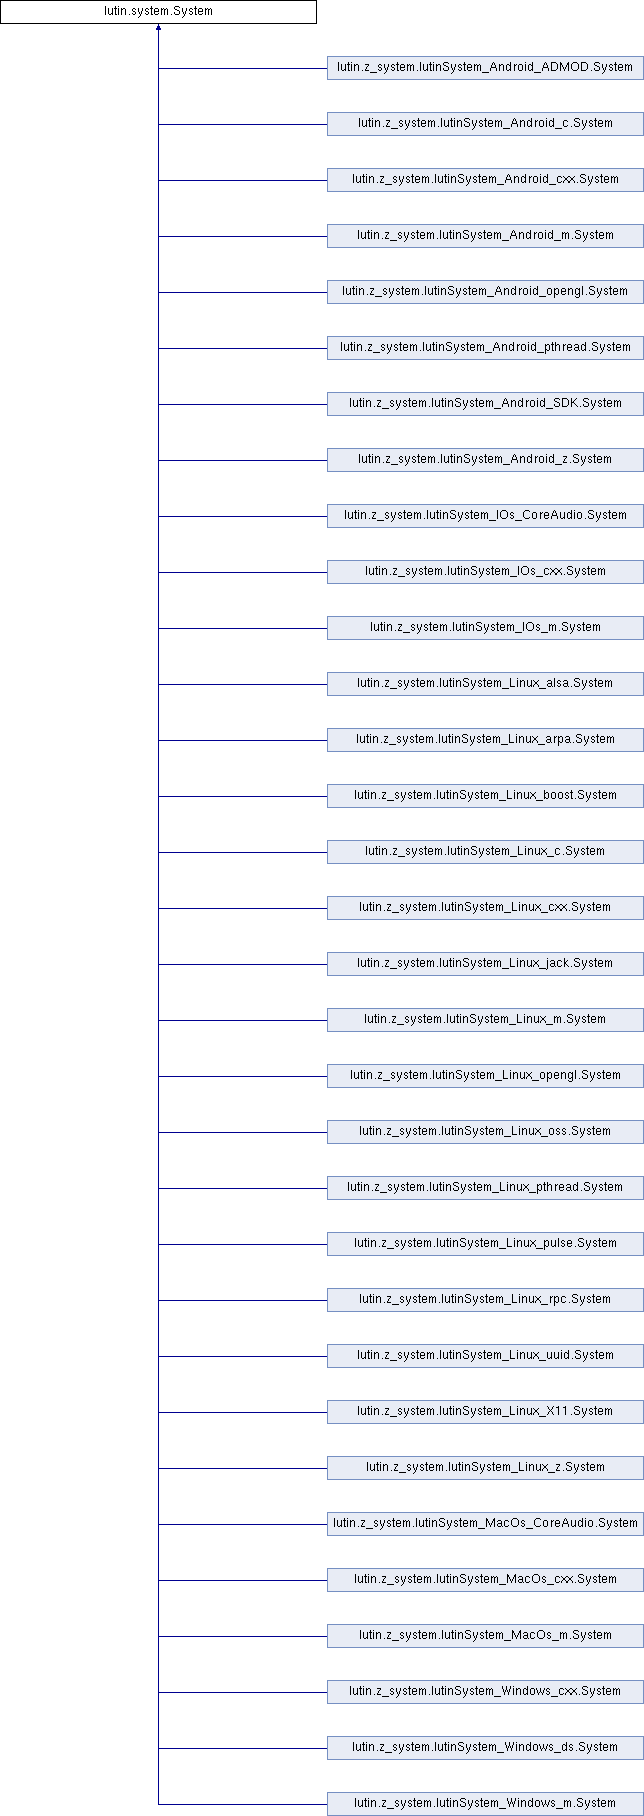 lutin.system.System
lutin.z_system.lutinSystem_Android_ADMOD.System
lutin.z_system.lutinSystem_Android_c.System
lutin.z_system.lutinSystem_Android_cxx.System
lutin.z_system.lutinSystem_Android_m.System
lutin.z_system.lutinSystem_Android_opengl.System
lutin.z_system.lutinSystem_Android_pthread.System
lutin.z_system.lutinSystem_Android_SDK.System
lutin.z_system.lutinSystem_Android_z.System
lutin.z_system.lutinSystem_IOs_CoreAudio.System
lutin.z_system.lutinSystem_IOs_cxx.System
lutin.z_system.lutinSystem_IOs_m.System
lutin.z_system.lutinSystem_Linux_alsa.System
lutin.z_system.lutinSystem_Linux_arpa.System
lutin.z_system.lutinSystem_Linux_boost.System
lutin.z_system.lutinSystem_Linux_c.System
lutin.z_system.lutinSystem_Linux_cxx.System
lutin.z_system.lutinSystem_Linux_jack.System
lutin.z_system.lutinSystem_Linux_m.System
lutin.z_system.lutinSystem_Linux_opengl.System
lutin.z_system.lutinSystem_Linux_oss.System
lutin.z_system.lutinSystem_Linux_pthread.System
lutin.z_system.lutinSystem_Linux_pulse.System
lutin.z_system.lutinSystem_Linux_rpc.System
lutin.z_system.lutinSystem_Linux_uuid.System
lutin.z_system.lutinSystem_Linux_X11.System
lutin.z_system.lutinSystem_Linux_z.System
lutin.z_system.lutinSystem_MacOs_CoreAudio.System
lutin.z_system.lutinSystem_MacOs_cxx.System
lutin.z_system.lutinSystem_MacOs_m.System
lutin.z_system.lutinSystem_Windows_cxx.System
lutin.z_system.lutinSystem_Windows_ds.System
lutin.z_system.lutinSystem_Windows_m.System